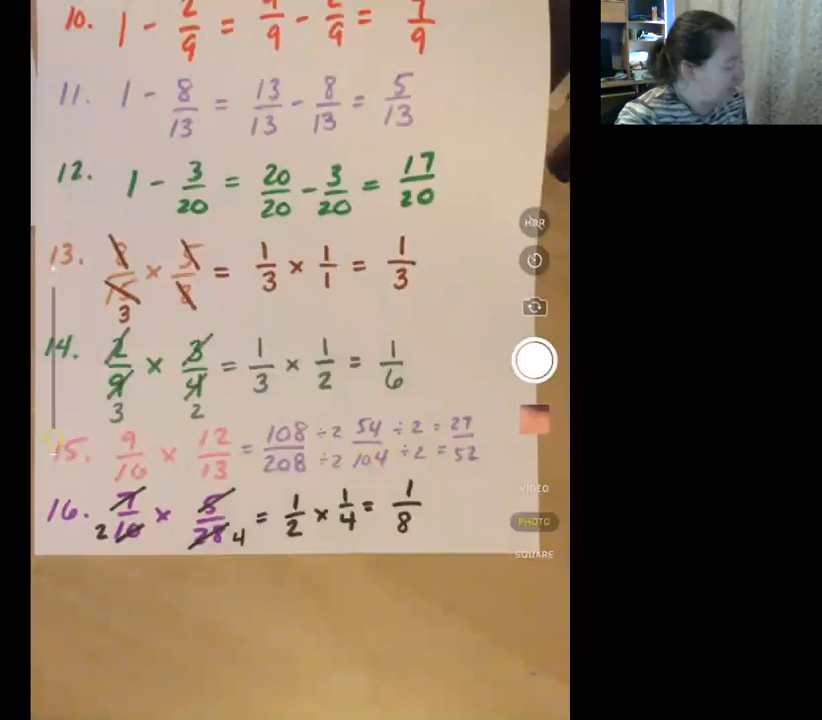 10. 1 - 2/9 = 9/9 - 2/9 = 7/9
11. 1 - 8/13 = 13/13 - 8/13 = 5/13
12. 1 - 3/20 = 20/20 - 3/20 = 17/20
13. 8/15 × 5/8 = 1/3 × 1/1 = 1/3
3
14. 2/9 × 3/4 = 1/3 × 1/2 = 1/6
3 2
15. 9/16 × 12/13 = 108/208 ÷2/÷2 54/104 ÷2/÷2 = 27/52
16. 7/10 × 5/28 = 1/2 × 1/4 = 1/8
2 4
HDR
VIDEO
PHOTO
SQUARE